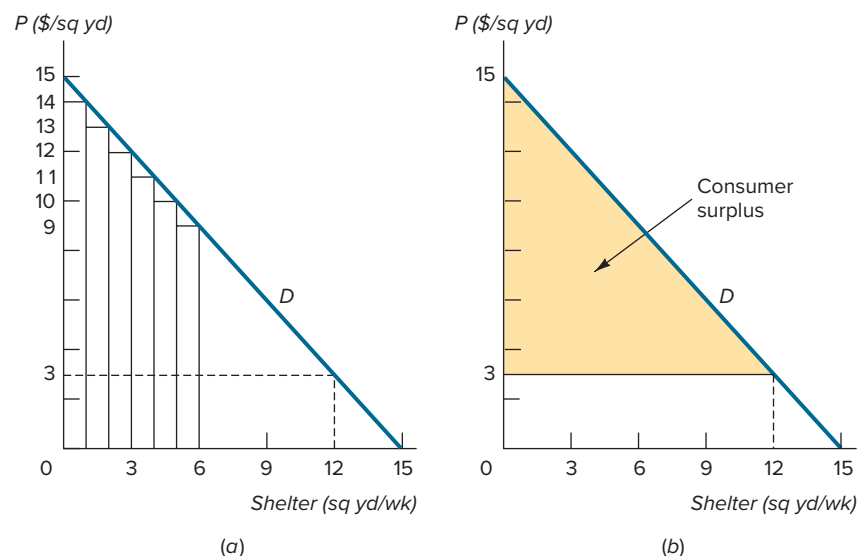 P ($/sq yd)
15
14
13
12
11
10
9
3
D
0
3
6
9
12
15
Shelter (sq yd/wk)
(a)
P ($/sq yd)
15
Consumer
surplus
D
3
0
3
6
9
12
15
Shelter (sq yd/wk)
(b)